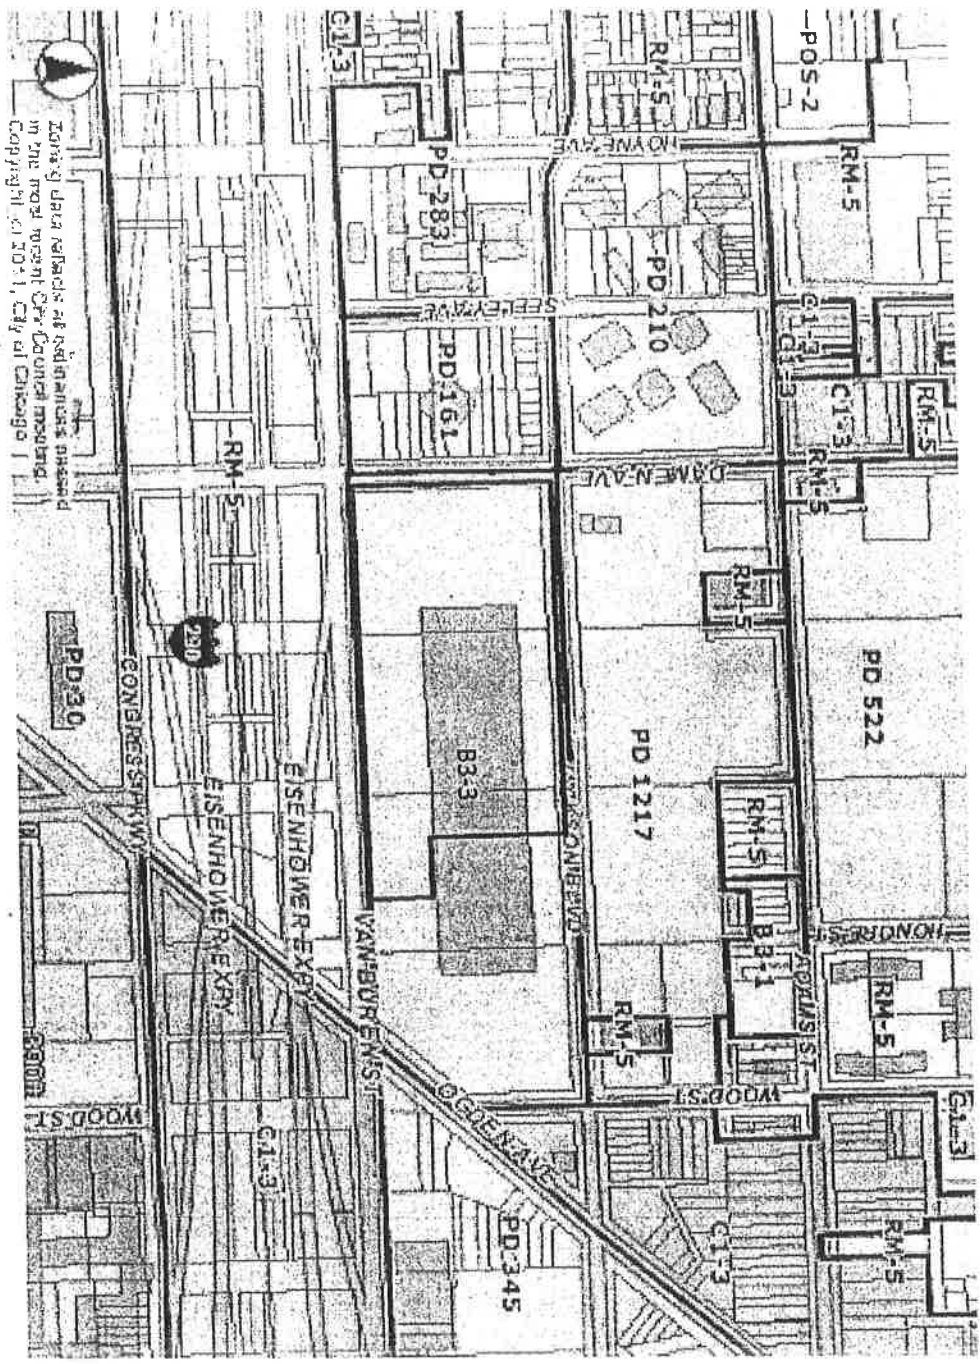 POS-2
RM-5
C1-3
RM-5
HOYNE AVE
RM-5
PD 283
PD 210
SEELEY AVE
C1-3
C1-3
C1-3
RM-5
RM-5
PD 161
DAMEN AVE
RM-5
RM-5
PD 522
PD 1217
B3-3
PD 30
CONGRESS PKWY
EISENHOWER EXPY
EISENHOWER EXPY
VAN BUREN ST
RM-5
B3-1
HONORE ST
ADAMS ST
RM-5
RM-5
WOOD ST
WOOD ST
OGDEN AVE
C1-3
C1-3
C1-3
RM-5
PD 345
Zoning data reflects all ordinances passed
in the most recent City Council meeting.
Copyright (c) 2011, City of Chicago